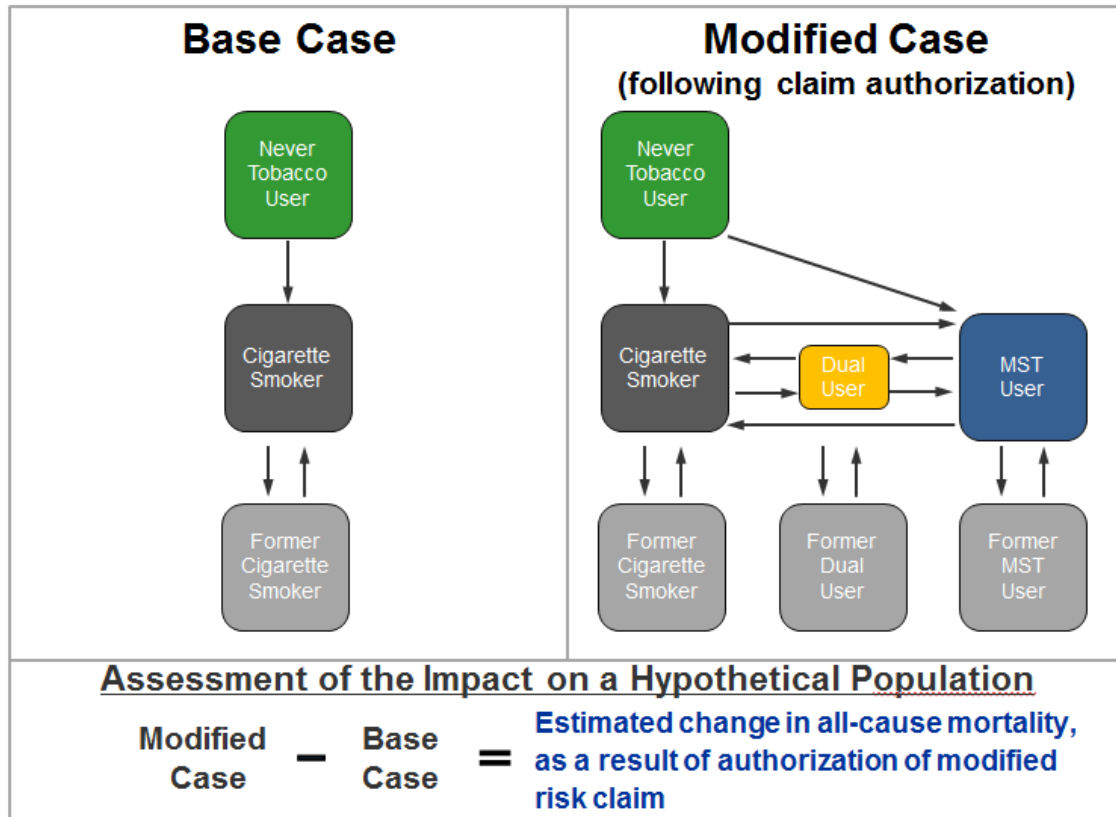 Base Case
Never
Tobacco
User
Cigarette
Smoker
Former
Cigarette
Smoker
Modified Case
(following claim authorization)
Never
Tobacco
User
Cigarette
Smoker
Dual
User
MST
User
Former
Cigarette
Smoker
Former
Dual
User
Former
MST
User
Assessment of the Impact on a Hypothetical Population
Modified
Case
–
Base
Case
=
Estimated change in all-cause mortality,
as a result of authorization of modified
risk claim